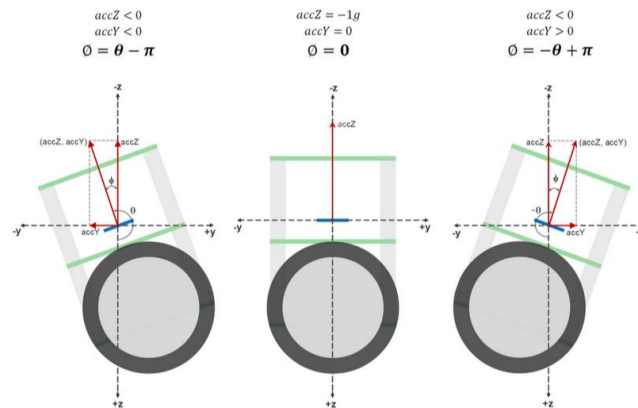 accZ < 0
accY < 0
∅ = θ − π
-z
(accZ, accY)
accZ
ϕ
θ
accY
-y
+y
+z
accZ = −1g
accY = 0
∅ = 0
-z
accZ
-y
+y
+z
accZ < 0
accY > 0
∅ = −θ + π
-z
accZ
(accZ, accY)
ϕ
-θ
accY
-y
+z